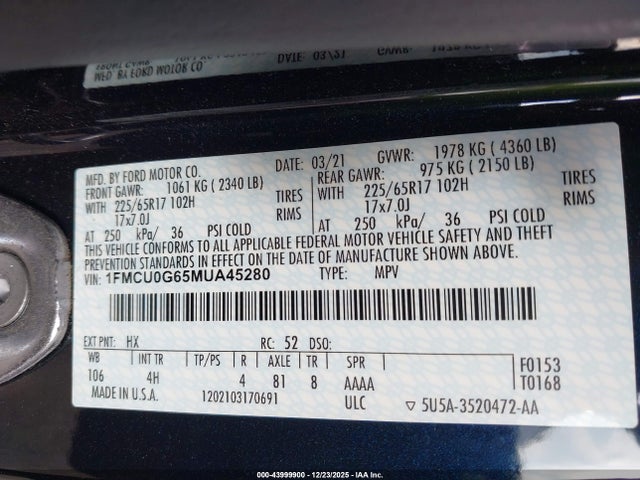 MFD. BY FORD MOTOR CO. DATE: 03/21 GVWR: 1978 KG ( 4360 LB)
FRONT GAWR: 1061 KG ( 2340 LB) REAR GAWR: 975 KG ( 2150 LB)
WITH 225/65R17 102H TIRES WITH 225/65R17 102H TIRES
17x7.0J RIMS 17x7.0J RIMS
AT 250 kPa/ 36 PSI COLD AT 250 kPa/ 36 PSI COLD
THIS VEHICLE CONFORMS TO ALL APPLICABLE FEDERAL MOTOR VEHICLE SAFETY AND THEFT
PREVENTION STANDARDS IN EFFECT ON THE DATE OF MANUFACTURE SHOWN ABOVE.
VIN: 1FMCU0G65MUA45280 TYPE: MPV
EXT PNT: HX RC: 52 DSO:
WB INT TR TP/PS R AXLE TR SPR F0153
106 4H 4 81 8 AAAA T0168
MADE IN U.S.A. 1202103170691 ULC ▽ 5U5A-3520472-AA
000-43999900 - 12/23/2025 - IAA Inc.